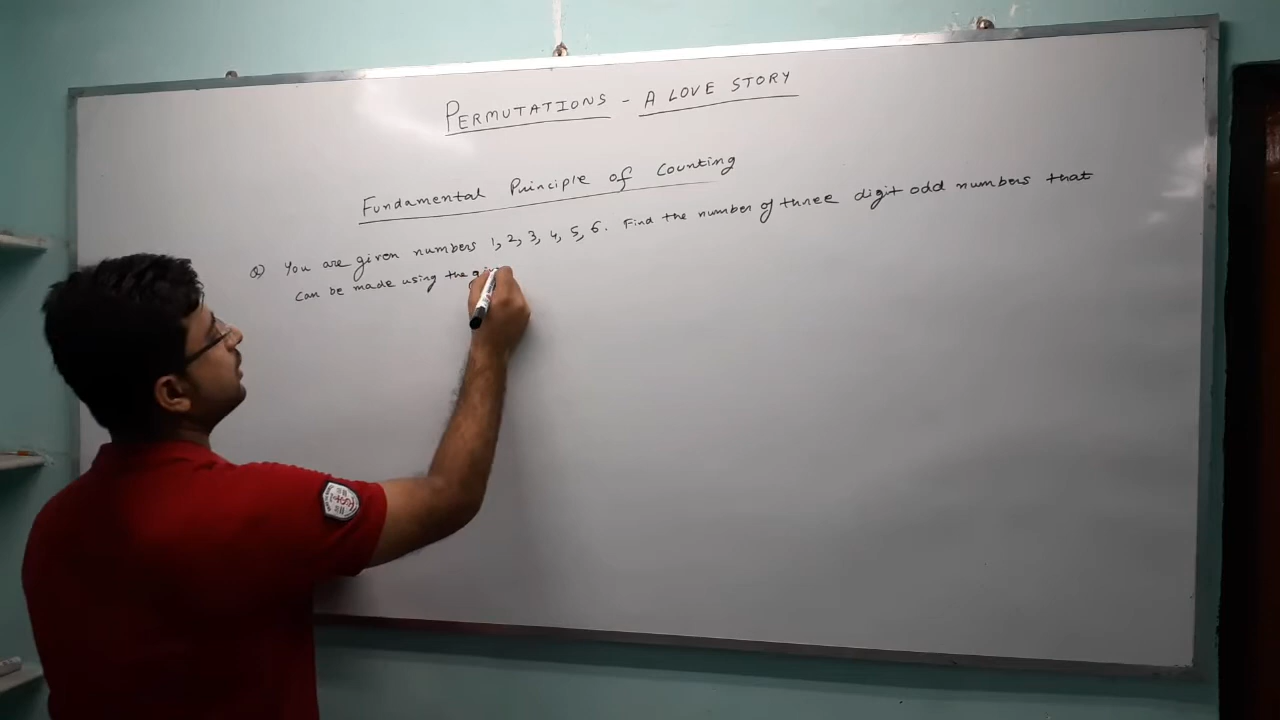 PERMUTATIONS - A LOVE STORY
Fundamental Principle of Counting
Q) You are given numbers 1, 2, 3, 4, 5, 6. Find the number of three digit odd numbers that
can be made using the